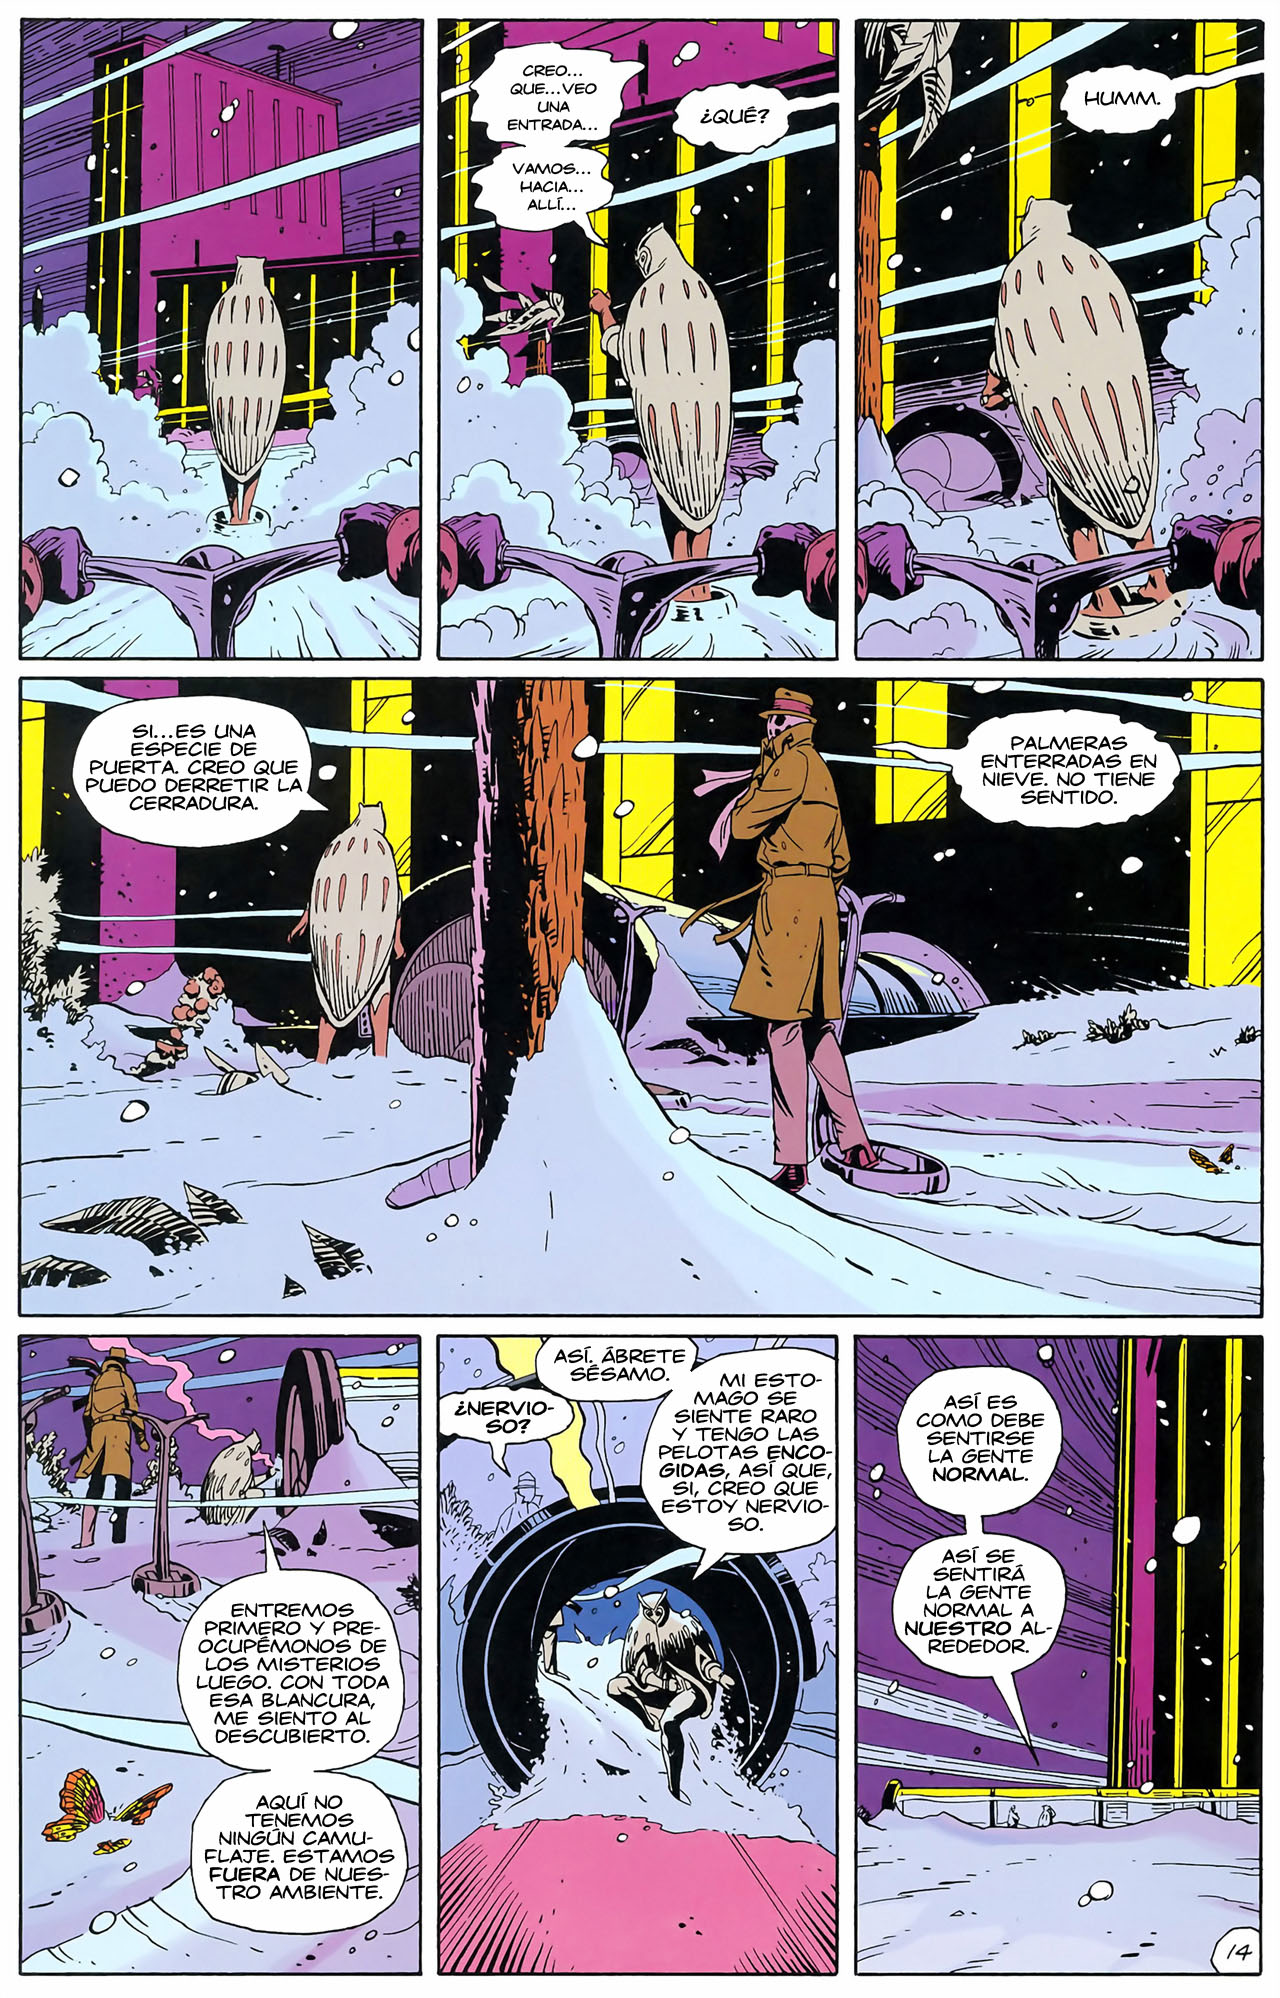 CREO...
QUE...VEO
UNA
ENTRADA...
VAMOS...
HACIA...
ALLÍ...
¿QUÉ?
HUMM.
SI...ES UNA
ESPECIE DE
PUERTA. CREO QUE
PUEDO DERRETIR LA
CERRADURA.
PALMERAS
ENTERRADAS EN
NIEVE. NO TIENE
SENTIDO.
ENTREMOS
PRIMERO Y PRE-
OCUPÉMONOS DE
LOS MISTERIOS
LUEGO. CON TODA
ESA BLANCURA,
ME SIENTO AL
DESCUBIERTO.
AQUÍ NO
TENEMOS
NINGÚN CAMU-
FLAJE. ESTAMOS
FUERA DE NUES-
TRO AMBIENTE.
ASÍ. ÁBRETE
SÉSAMO.
¿NERVIO-
SO?
MI ESTO-
MAGO SE
SIENTE RARO
Y TENGO LAS
PELOTAS ENCO-
GIDAS, ASÍ QUE,
SI, CREO QUE
ESTOY NERVIO-
SO.
ASÍ ES
COMO DEBE
SENTIRSE
LA GENTE
NORMAL.
ASÍ SE
SENTIRÁ
LA GENTE
NORMAL A
NUESTRO AL-
REDEDOR.
14